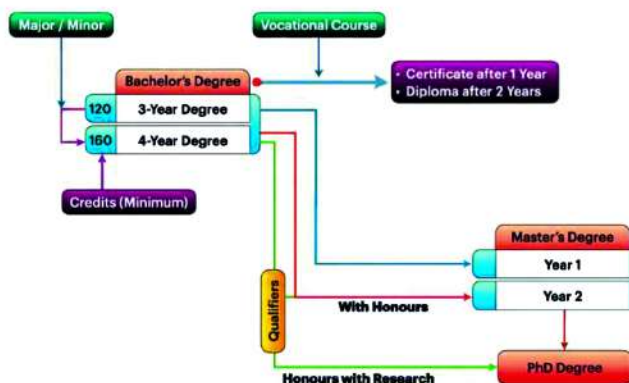 Major / Minor
Vocational Course
Bachelor's Degree
• Certificate after 1 Year
• Diploma after 2 Years
120
3-Year Degree
160
4-Year Degree
Credits (Minimum)
Master's Degree
Year 1
Year 2
Qualifiers
With Honours
PhD Degree
Honours with Research